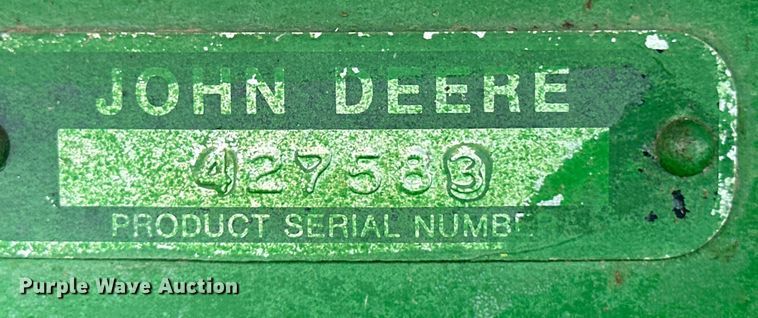 JOHN DEERE
427583
PRODUCT SERIAL NUMBER
Purple Wave Auction